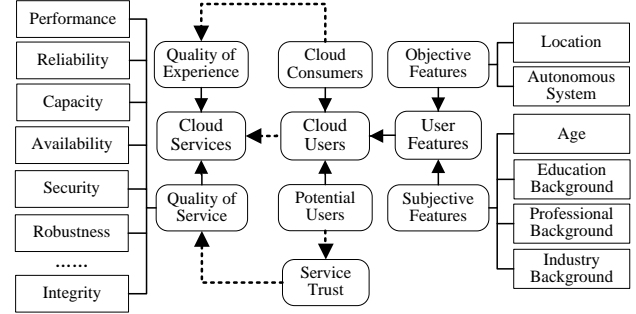 Performance
Reliability
Capacity
Availability
Security
Robustness
......
Integrity
Quality of
Experience
Cloud
Services
Quality of
Service
Cloud
Consumers
Cloud
Users
Potential
Users
Service
Trust
Objective
Features
User
Features
Subjective
Features
Location
Autonomous
System
Age
Education
Background
Professional
Background
Industry
Background